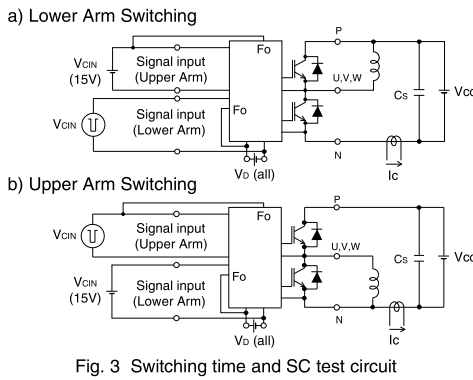 a) Lower Arm Switching
Fo
P
VCIN
(15V)
Signal input
(Upper Arm)
U,V,W
CS
Vcc
Signal input
(Lower Arm)
Fo
VCIN
N
Ic
VD (all)
b) Upper Arm Switching
Fo
P
VCIN
Signal input
(Upper Arm)
U,V,W
CS
Vcc
VCIN
(15V)
Signal input
(Lower Arm)
Fo
N
Ic
VD (all)
Fig. 3 Switching time and SC test circuit